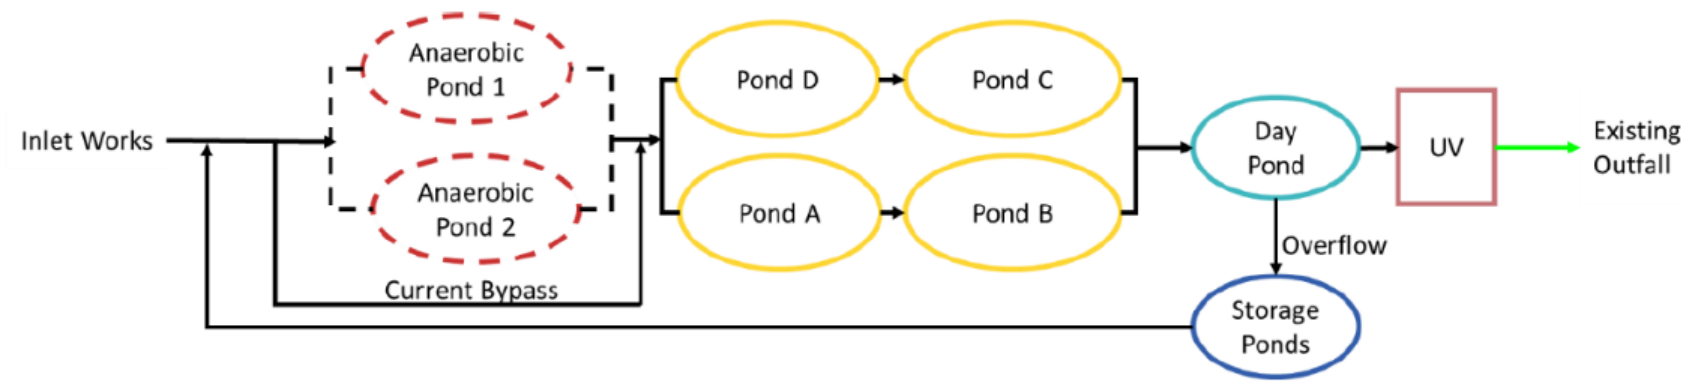 Inlet Works
Anaerobic
Pond 1
Anaerobic
Pond 2
Current Bypass
Pond D
Pond C
Pond A
Pond B
Day
Pond
Overflow
Storage
Ponds
UV
Existing
Outfall